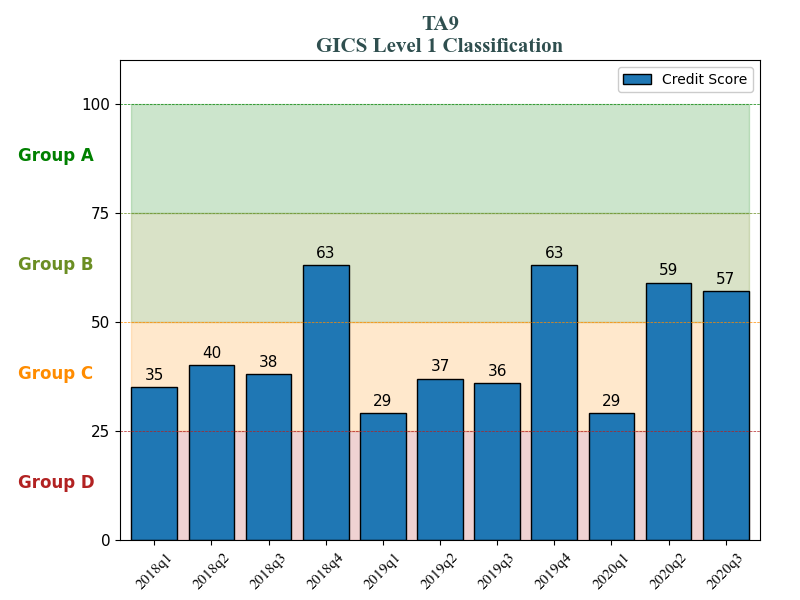 TA9
GICS Level 1 Classification
Credit Score
100
Group A
75
63
63
Group B
59
57
50
40
38
37
36
35
Group C
29
29
25
Group D
0
2018q1 2018q2 2018q3 2018q4 2019q1 2019q2 2019q3 2019q4 2020q1 2020q2 2020q3